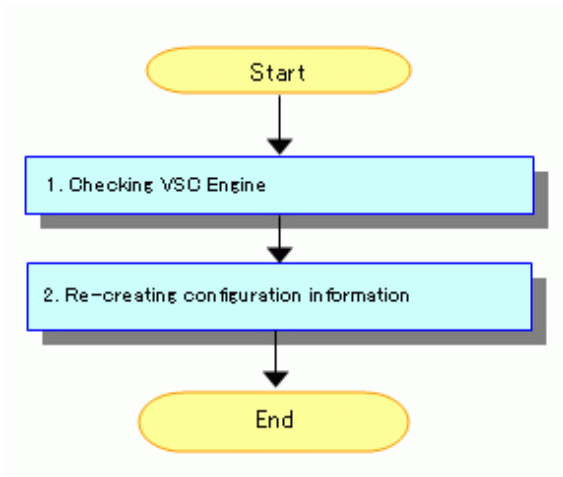 Start
1. Checking VSC Engine
2. Re-creating configuration information
End